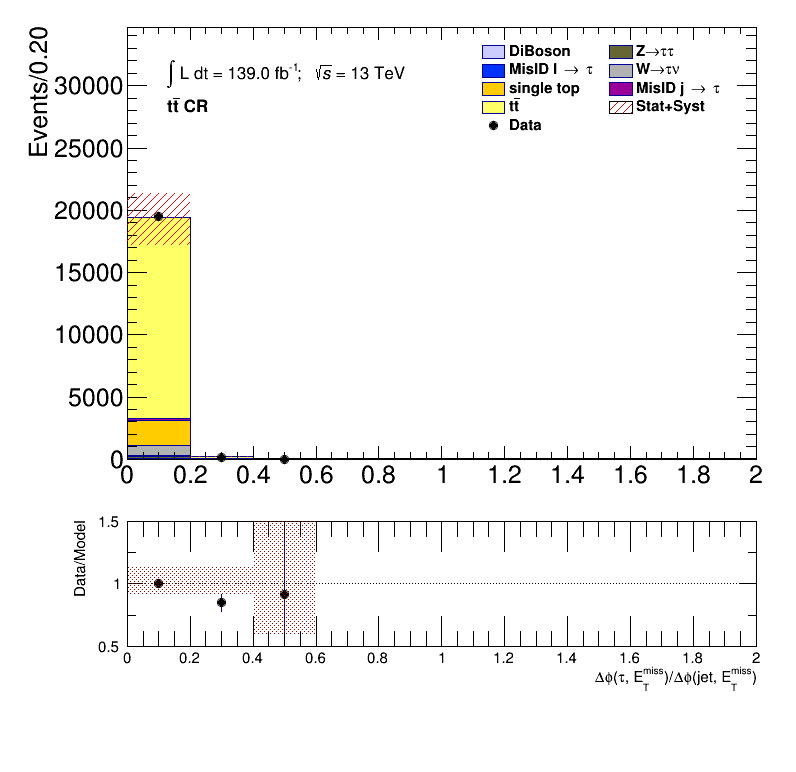 Events/0.20
∫ L dt = 139.0 fb⁻¹; √s = 13 TeV
tt̄ CR
DiBoson
MisID l → τ
single top
tt̄
Data
Z→ττ
W→τν
MisID j → τ
Stat+Syst
30000
25000
20000
15000
10000
5000
0
0 0.2 0.4 0.6 0.8 1 1.2 1.4 1.6 1.8 2
Data/Model
1.5
1
0.5
0 0.2 0.4 0.6 0.8 1 1.2 1.4 1.6 1.8 2
Δϕ(τ, E_T^miss)/Δϕ(jet, E_T^miss)